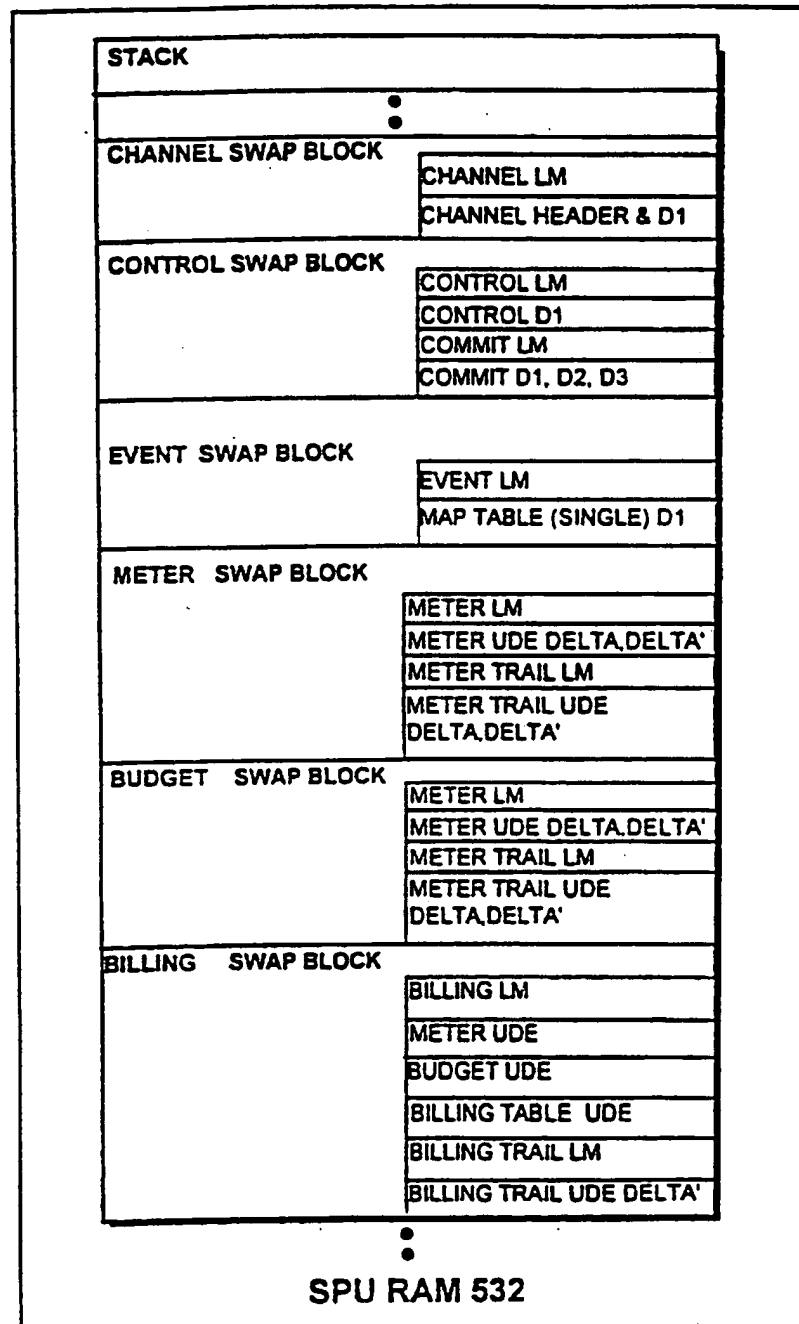 STACK
CHANNEL SWAP BLOCK
CHANNEL LM
CHANNEL HEADER & D1
CONTROL SWAP BLOCK
CONTROL LM
CONTROL D1
COMMIT LM
COMMIT D1, D2, D3
EVENT SWAP BLOCK
EVENT LM
MAP TABLE (SINGLE) D1
METER SWAP BLOCK
METER LM
METER UDE DELTA,DELTA'
METER TRAIL LM
METER TRAIL UDE
DELTA,DELTA'
BUDGET SWAP BLOCK
METER LM
METER UDE DELTA,DELTA'
METER TRAIL LM
METER TRAIL UDE
DELTA,DELTA'
BILLING SWAP BLOCK
BILLING LM
METER UDE
BUDGET UDE
BILLING TABLE UDE
BILLING TRAIL LM
BILLING TRAIL UDE DELTA'
SPU RAM 532